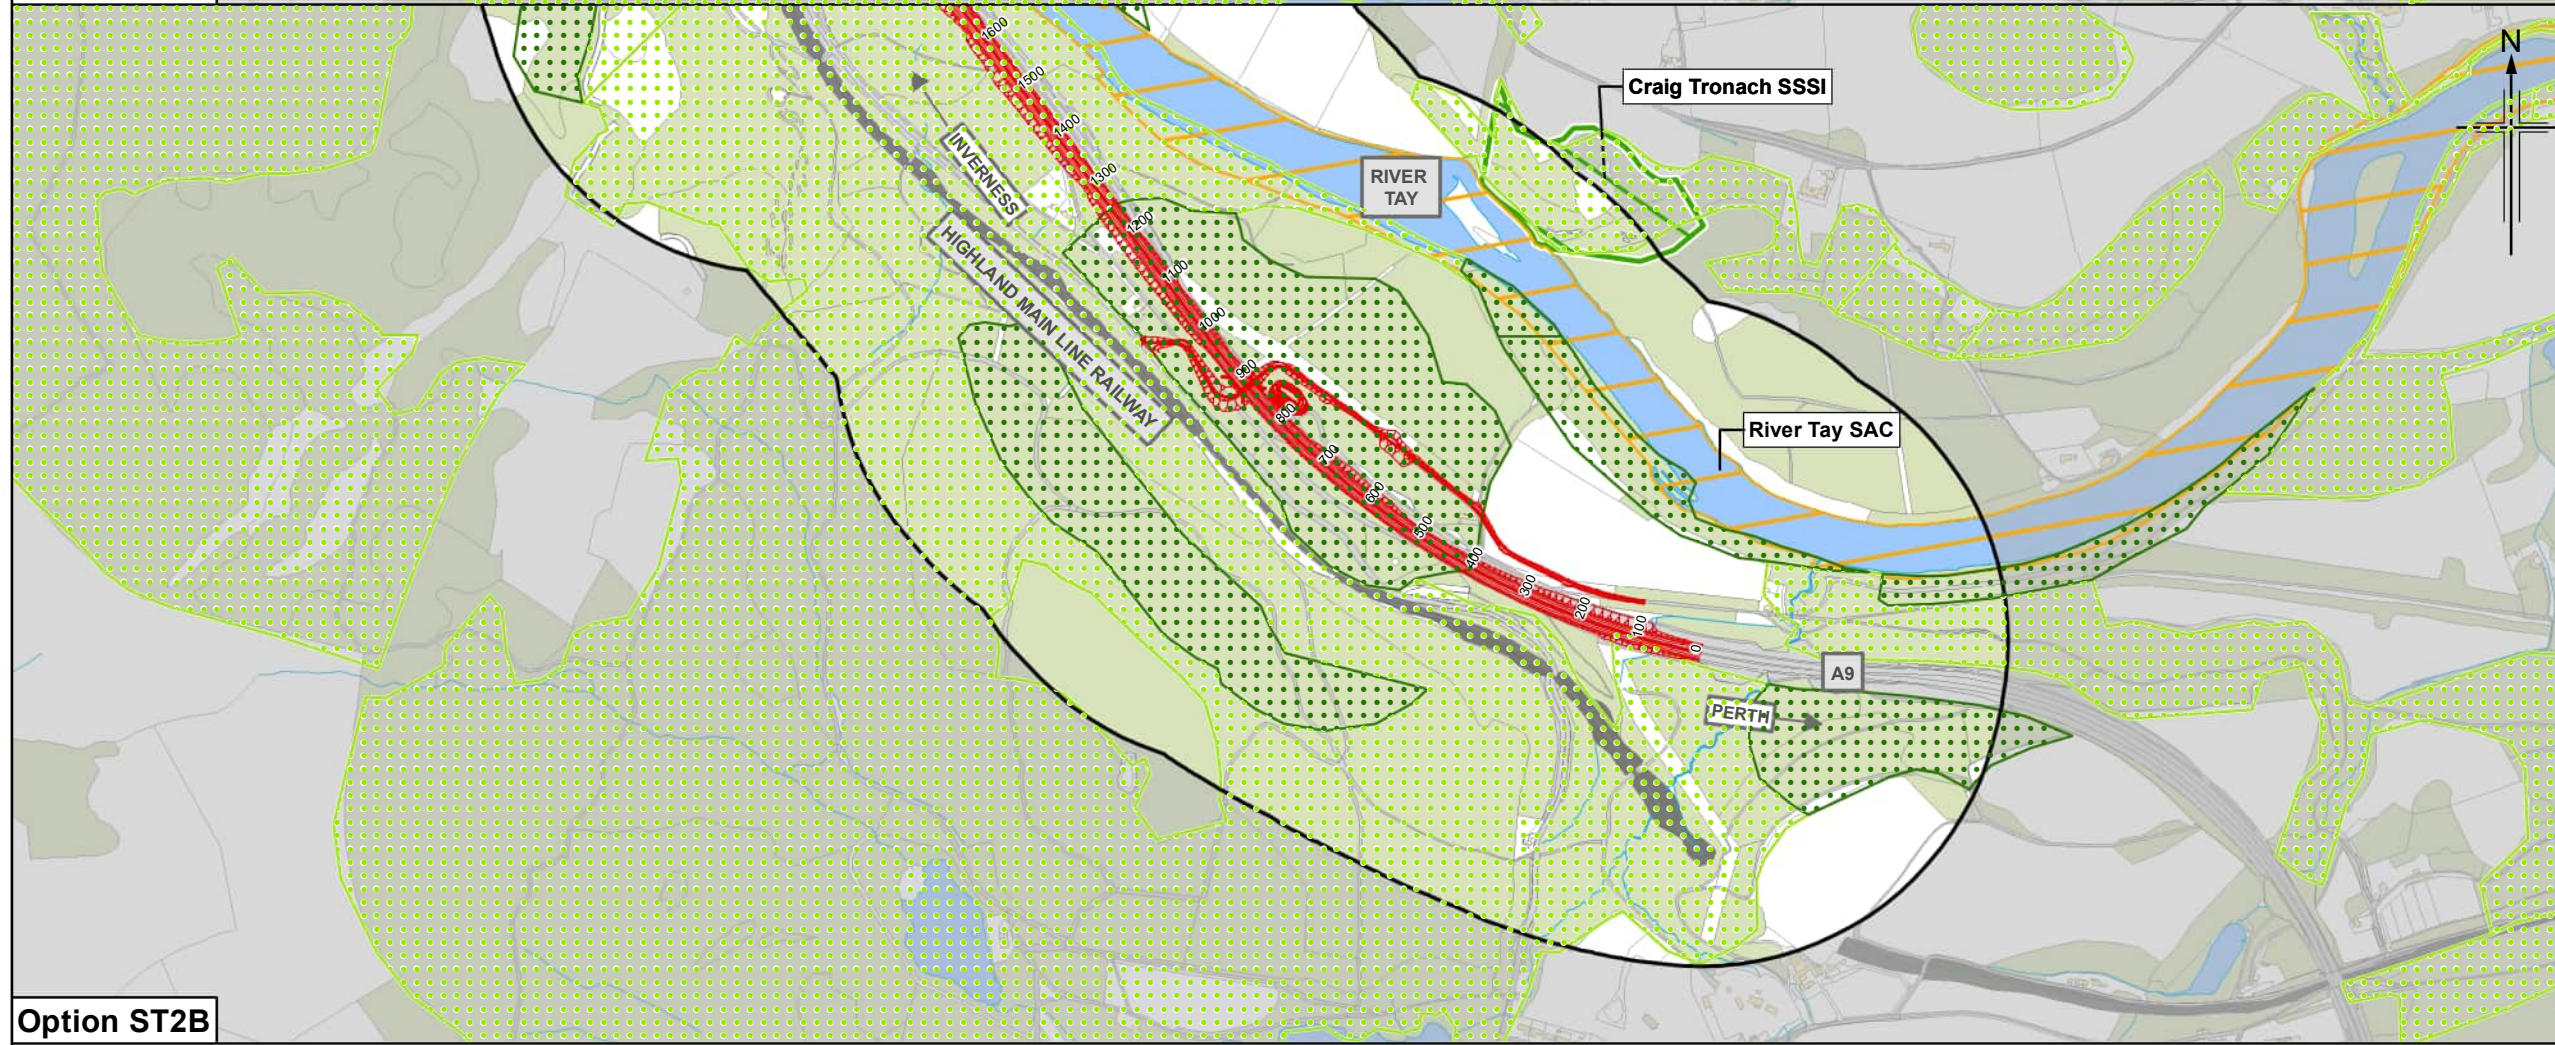 N
Craig Tronach SSSI
1600
1500
1400
1300
1200
1100
1000
900
800
700
600
500
400
300
200
100
0
INVERNESS
HIGHLAND MAIN LINE RAILWAY
RIVER
TAY
River Tay SAC
A9
PERTH
Option ST2B